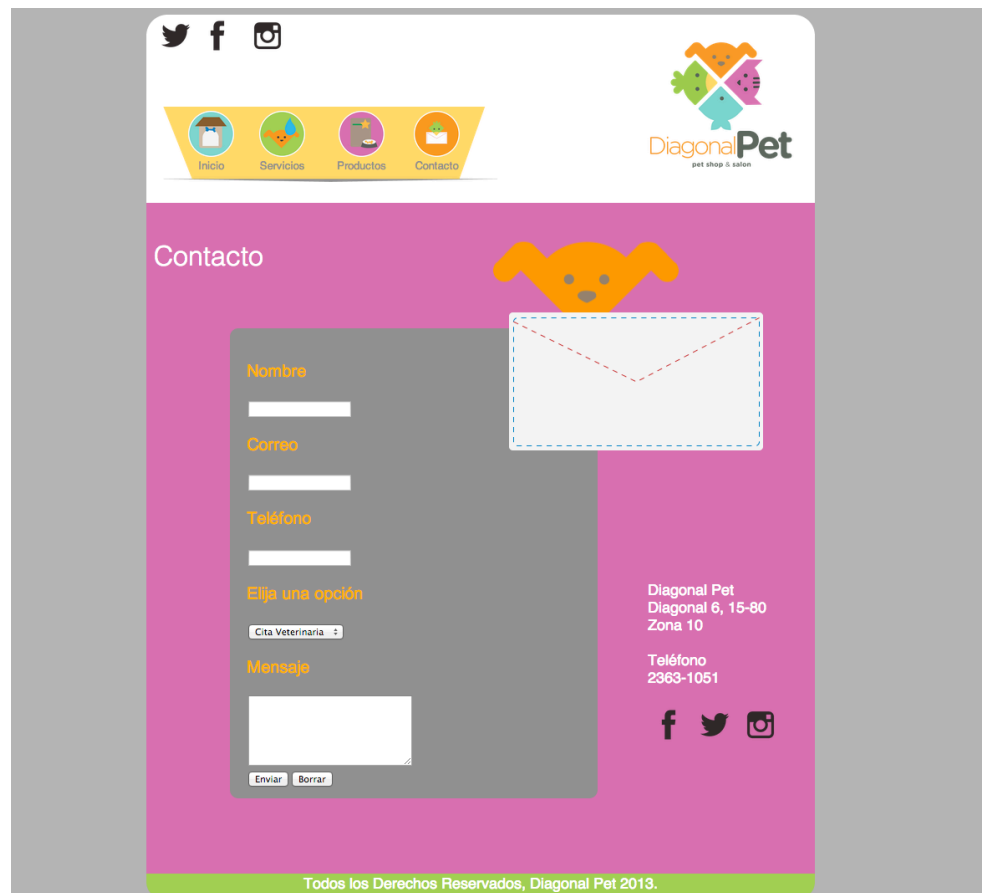 DiagonalPet
pet shop & salon
Inicio Servicios Productos Contacto
Contacto
Nombre
Correo
Teléfono
Elija una opción
Cita Veterinaria
Mensaje
Enviar Borrar
Diagonal Pet
Diagonal 6, 15-80
Zona 10
Teléfono
2363-1051
Todos los Derechos Reservados, Diagonal Pet 2013.